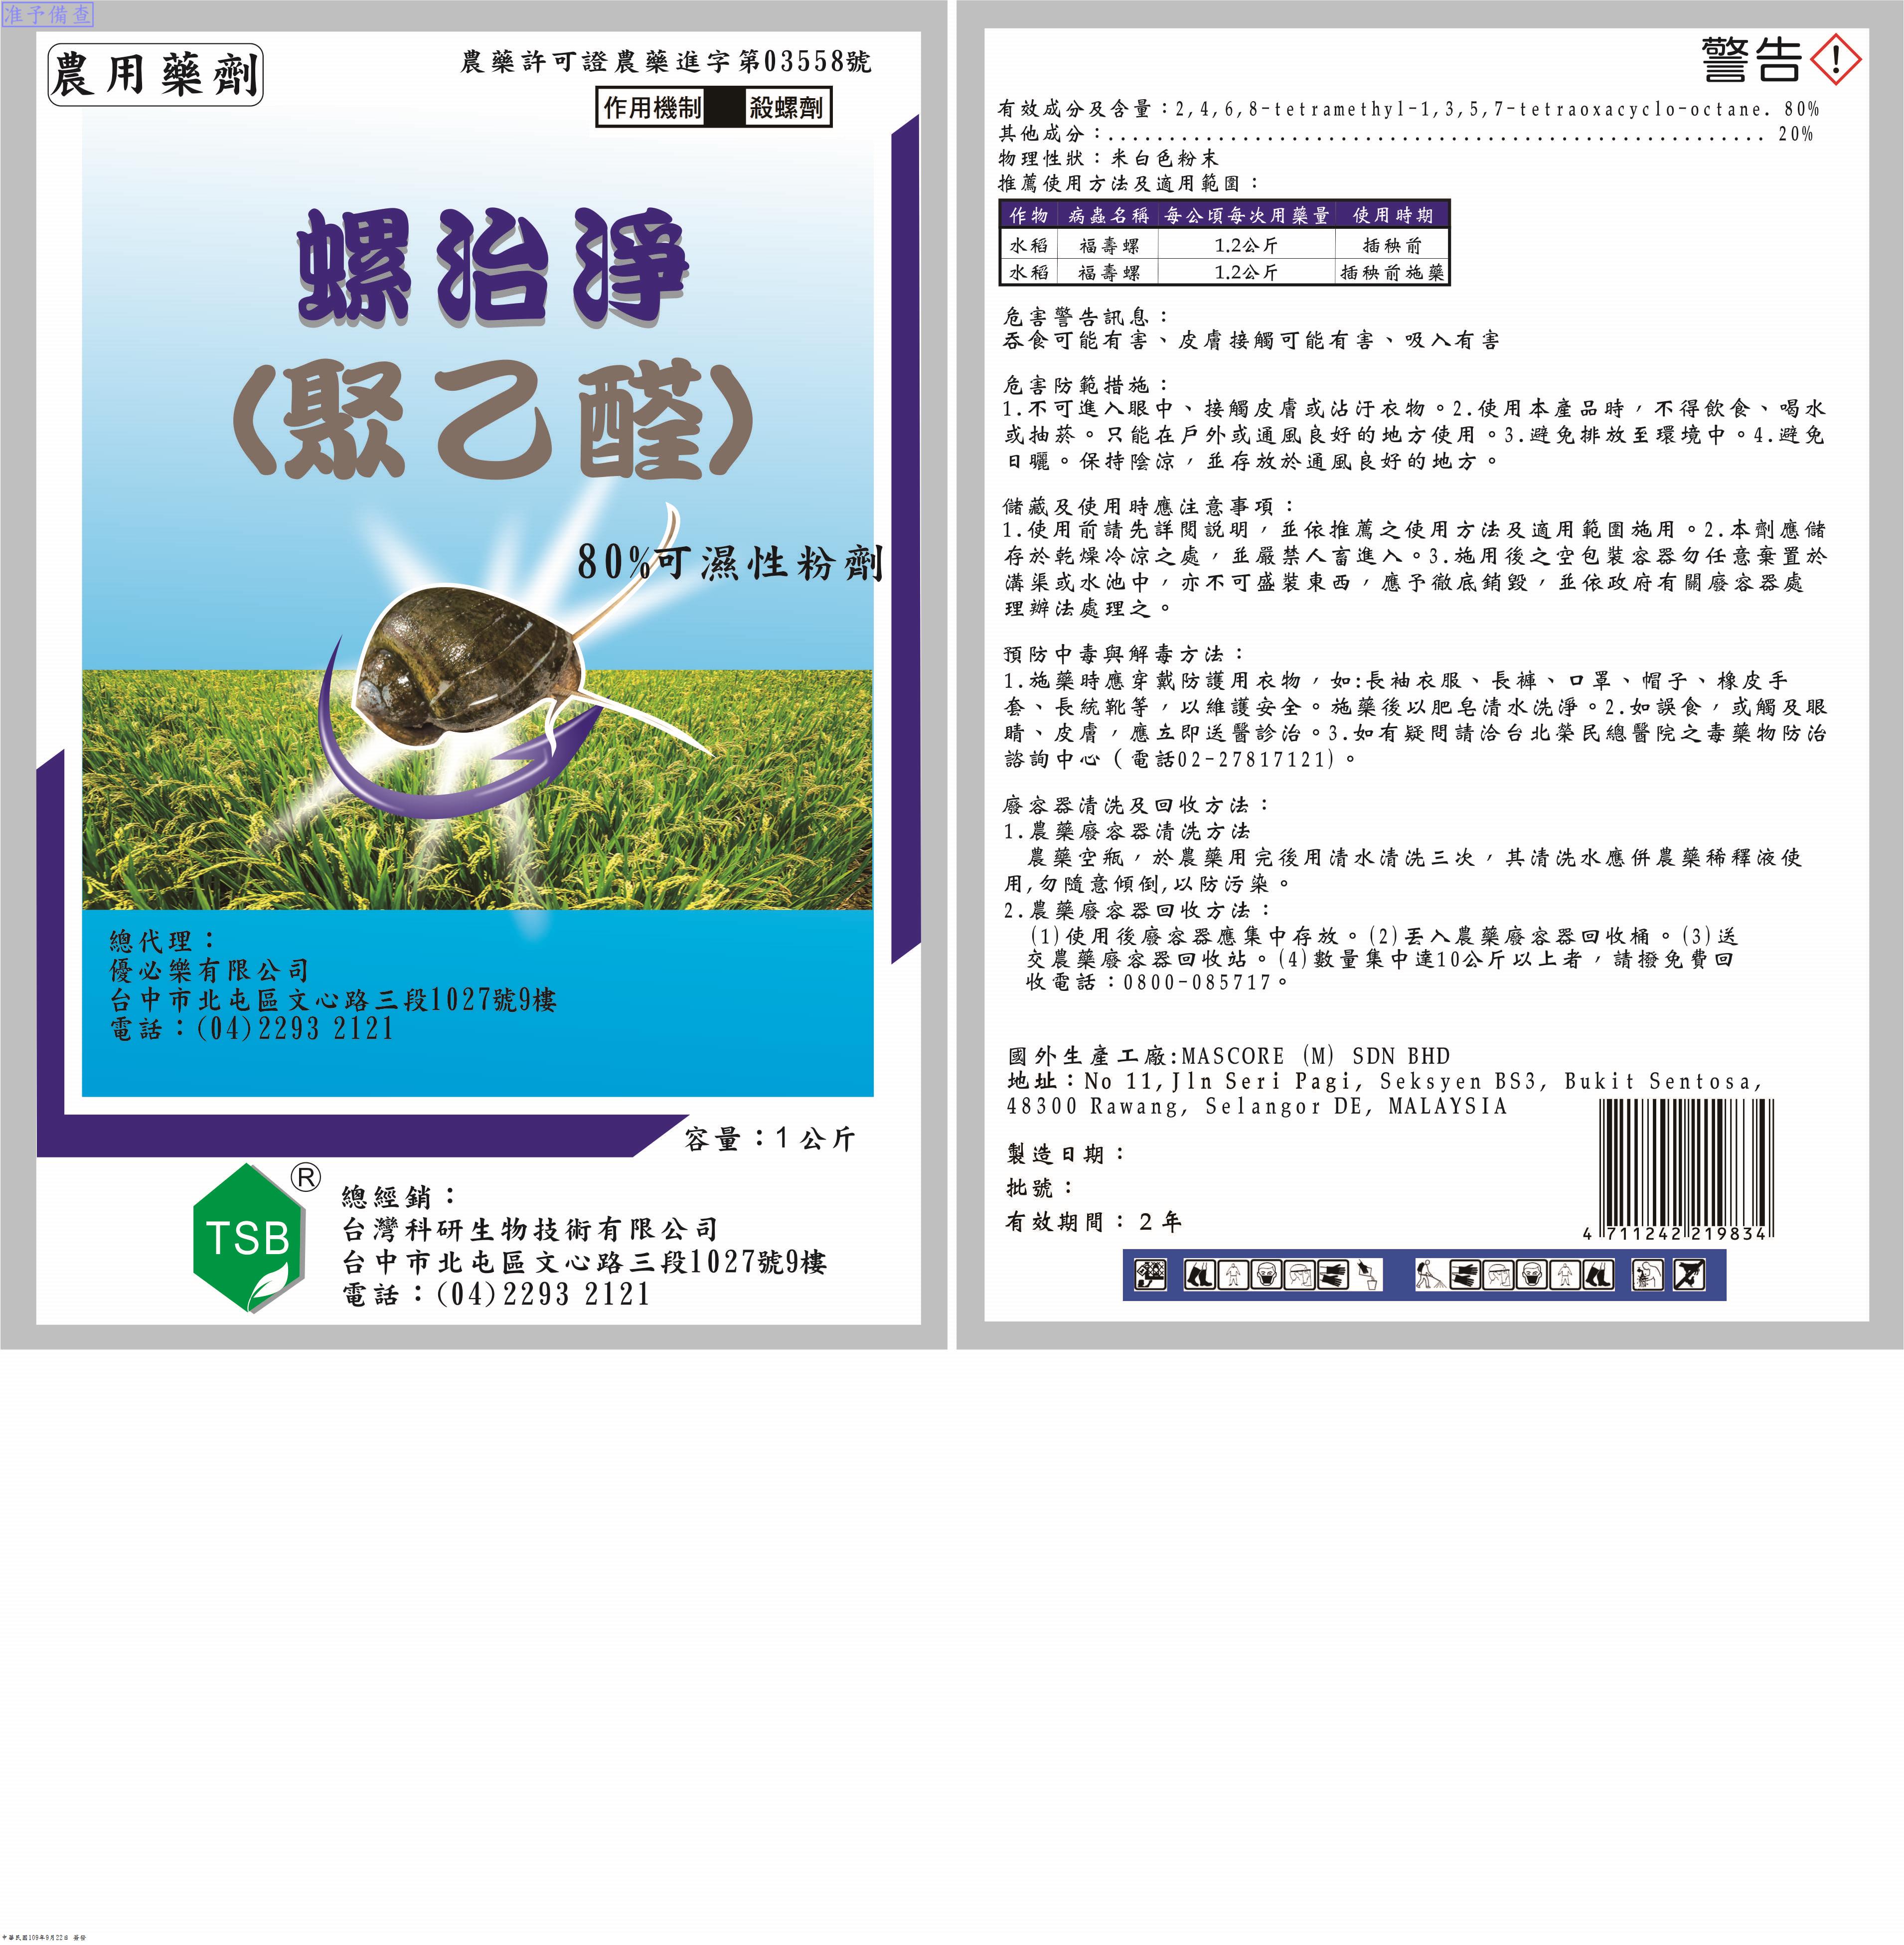 准予備查
農用藥劑
農藥許可證農藥進字第03558號
作用機制 殺螺劑
螺治淨
(聚乙醛)
80%可濕性粉劑
總代理：
優必樂有限公司
台中市北屯區文心路三段1027號9樓
電話：(04)2293 2121
容量：1公斤
TSB
®
總經銷：
台灣科研生物技術有限公司
台中市北屯區文心路三段1027號9樓
電話：(04)2293 2121
警告
有效成分及含量：2,4,6,8-tetramethyl-1,3,5,7-tetraoxacyclo-octane. 80%
其他成分：...................................................... 20%
物理性狀：米白色粉末
推薦使用方法及適用範圍：
作物 病蟲名稱 每公頃每次用藥量 使用時期
水稻 福壽螺 1.2公斤 插秧前
水稻 福壽螺 1.2公斤 插秧前施藥
危害警告訊息：
吞食可能有害、皮膚接觸可能有害、吸入有害
危害防範措施：
1.不可進入眼中、接觸皮膚或沾汙衣物。2.使用本產品時，不得飲食、喝水
或抽菸。只能在戶外或通風良好的地方使用。3.避免排放至環境中。4.避免
日曬。保持陰涼，並存放於通風良好的地方。
儲藏及使用時應注意事項：
1.使用前請先詳閱說明，並依推薦之使用方法及適用範圍施用。2.本劑應儲
存於乾燥冷涼之處，並嚴禁人畜進入。3.施用後之空包裝容器勿任意棄置於
溝渠或水池中，亦不可盛裝東西，應予徹底銷毀，並依政府有關廢容器處
理辦法處理之。
預防中毒與解毒方法：
1.施藥時應穿戴防護用衣物，如:長袖衣服、長褲、口罩、帽子、橡皮手
套、長統靴等，以維護安全。施藥後以肥皂清水洗淨。2.如誤食，或觸及眼
睛、皮膚，應立即送醫診治。3.如有疑問請洽台北榮民總醫院之毒藥物防治
諮詢中心（電話02-27817121)。
廢容器清洗及回收方法：
1.農藥廢容器清洗方法
農藥空瓶，於農藥用完後用清水清洗三次，其清洗水應併農藥稀釋液使
用,勿隨意傾倒,以防污染。
2.農藥廢容器回收方法：
(1)使用後廢容器應集中存放。(2)丟入農藥廢容器回收桶。(3)送
交農藥廢容器回收站。(4)數量集中達10公斤以上者，請撥免費回
收電話：0800-085717。
國外生產工廠:MASCORE (M) SDN BHD
地址：No 11,Jln Seri Pagi, Seksyen BS3, Bukit Sentosa,
48300 Rawang, Selangor DE, MALAYSIA
製造日期：
批號：
有效期間：2年
4 711242 219834
中華民國109年9月22日 簽發